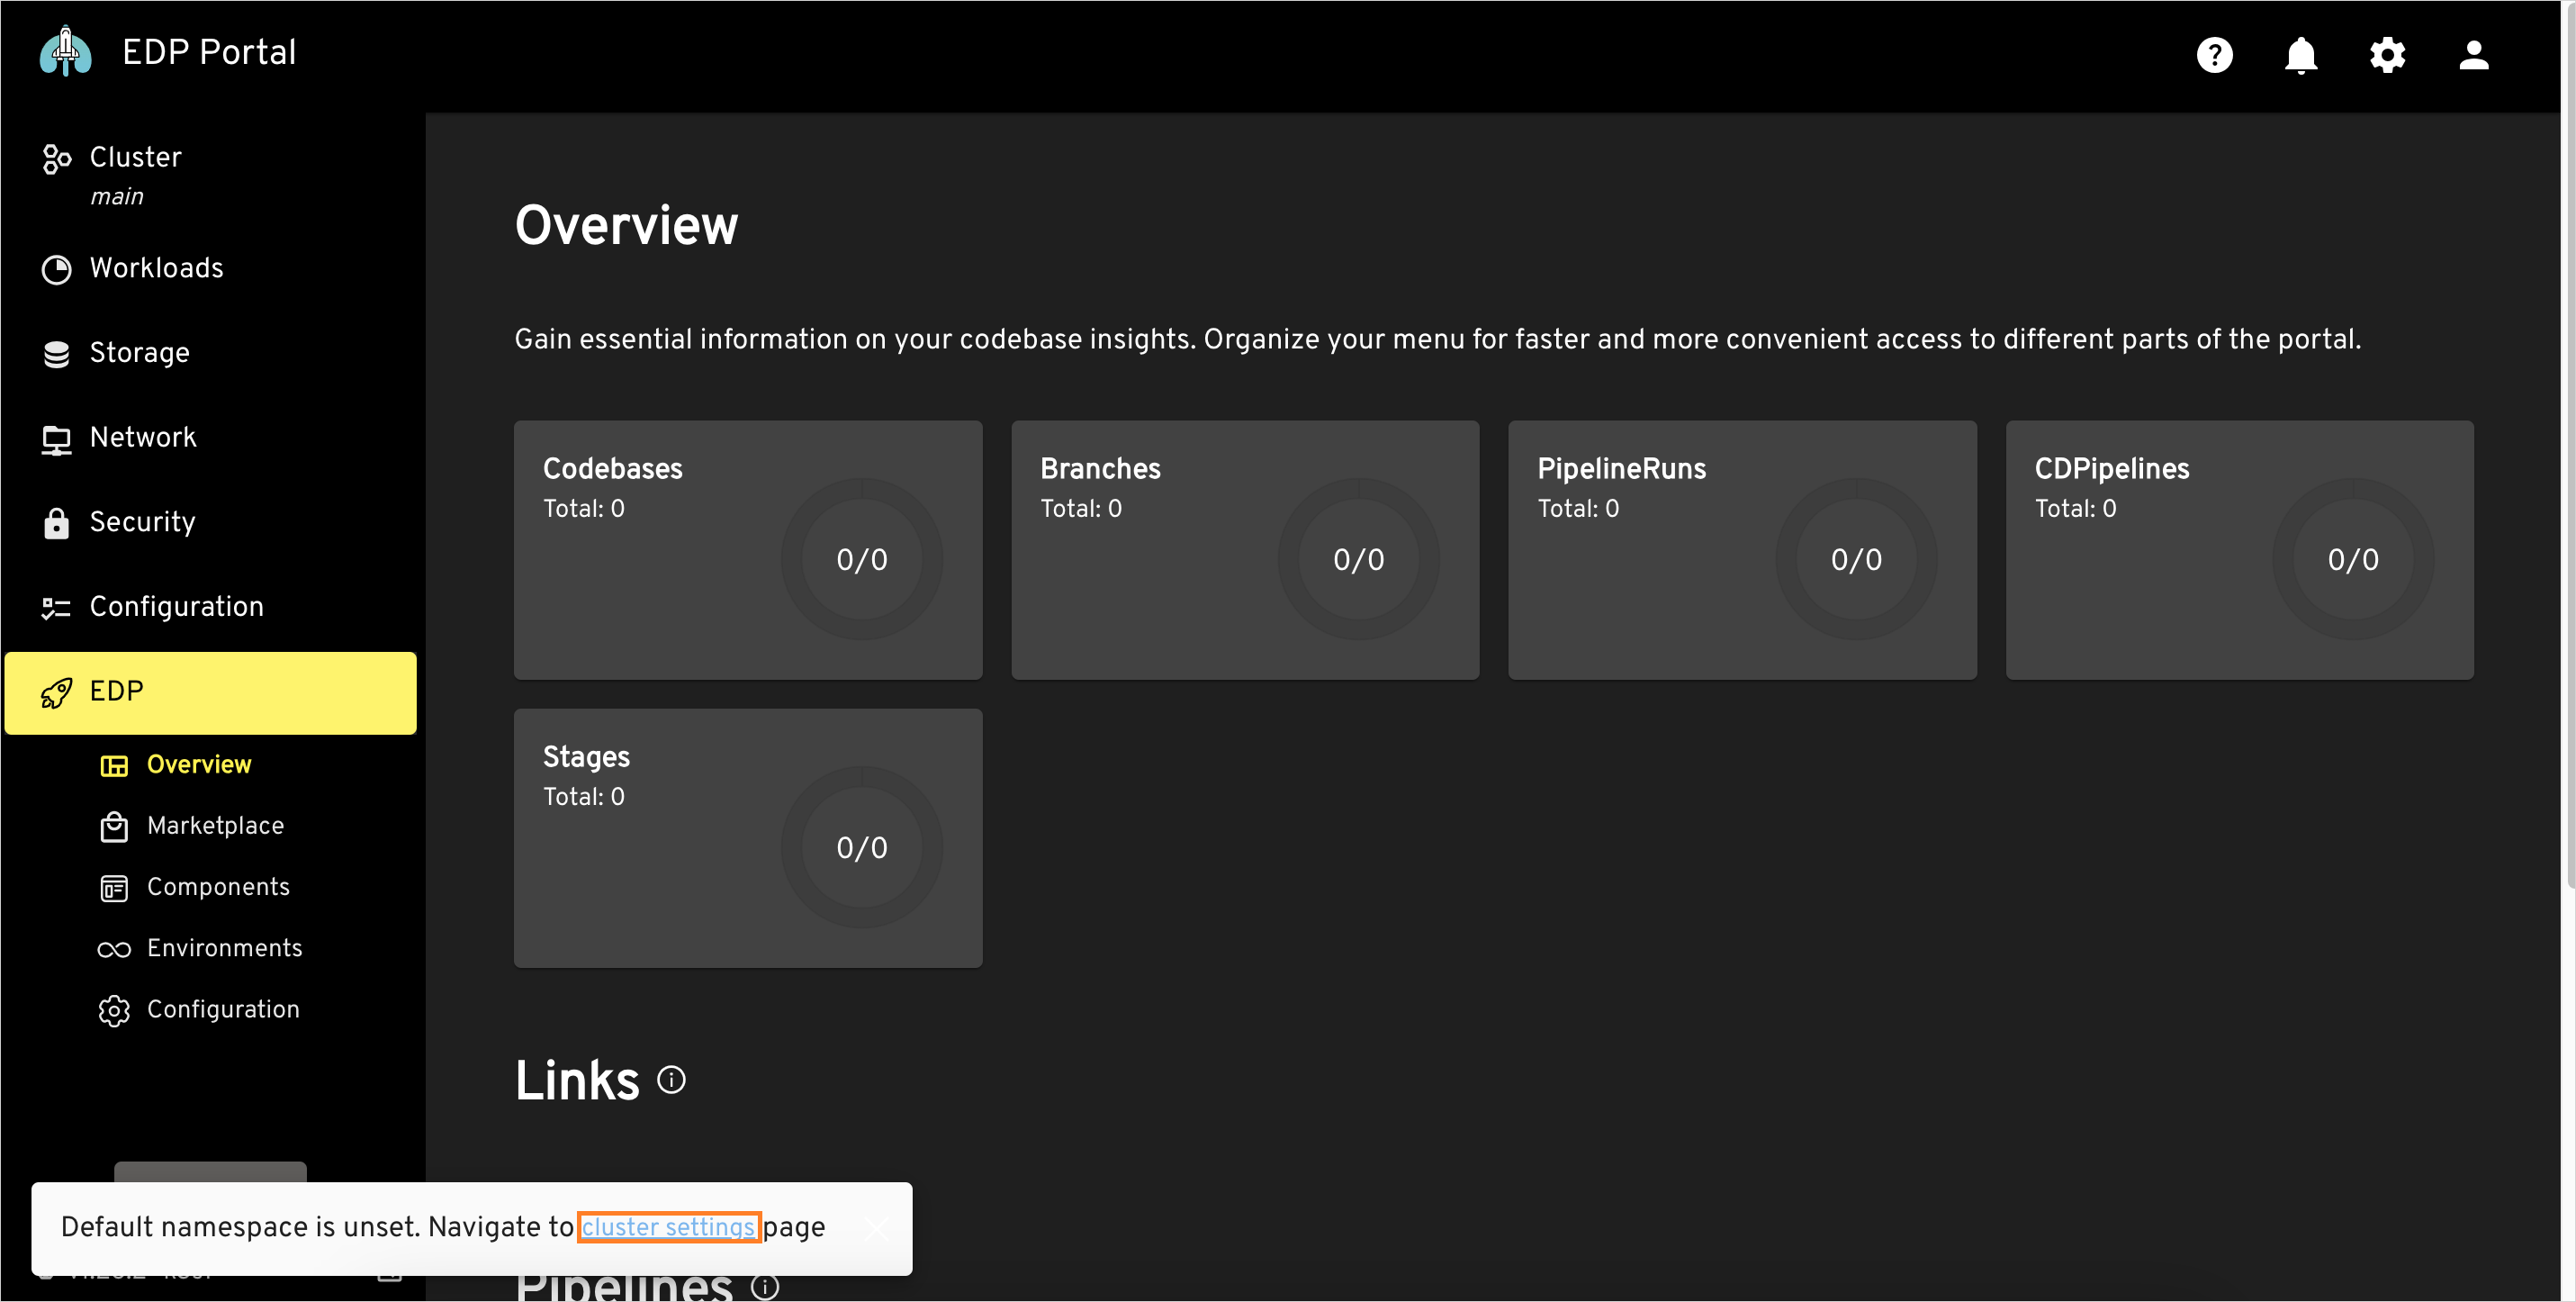 EDP Portal
Cluster
main
Workloads
Storage
Network
Security
Configuration
EDP
Overview
Marketplace
Components
Environments
Configuration
Overview
Gain essential information on your codebase insights. Organize your menu for faster and more convenient access to different parts of the portal.
Codebases
Total: 0
0/0
Branches
Total: 0
0/0
PipelineRuns
Total: 0
0/0
CDPipelines
Total: 0
0/0
Stages
Total: 0
0/0
Links
Pipelines
Default namespace is unset. Navigate to cluster settings page